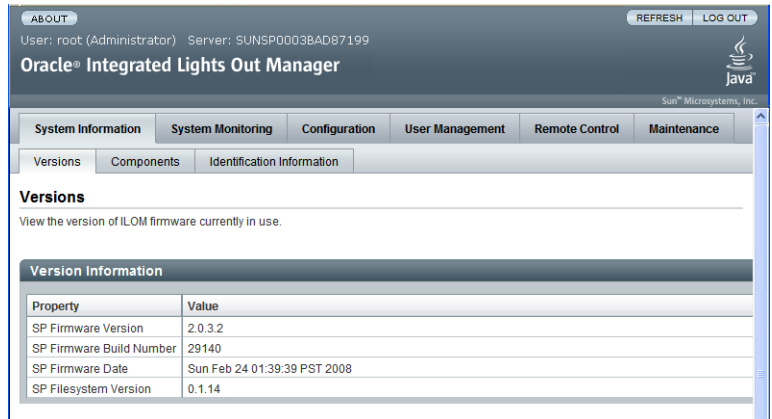 ABOUT REFRESH LOG OUT
User: root (Administrator) Server: SUNSP0003BAD87199
Oracle® Integrated Lights Out Manager
Java™
Sun™ Microsystems, Inc.
System Information System Monitoring Configuration User Management Remote Control Maintenance
Versions Components Identification Information
Versions
View the version of ILOM firmware currently in use.
Version Information
Property Value
SP Firmware Version 2.0.3.2
SP Firmware Build Number 29140
SP Firmware Date Sun Feb 24 01:39:39 PST 2008
SP Filesystem Version 0.1.14